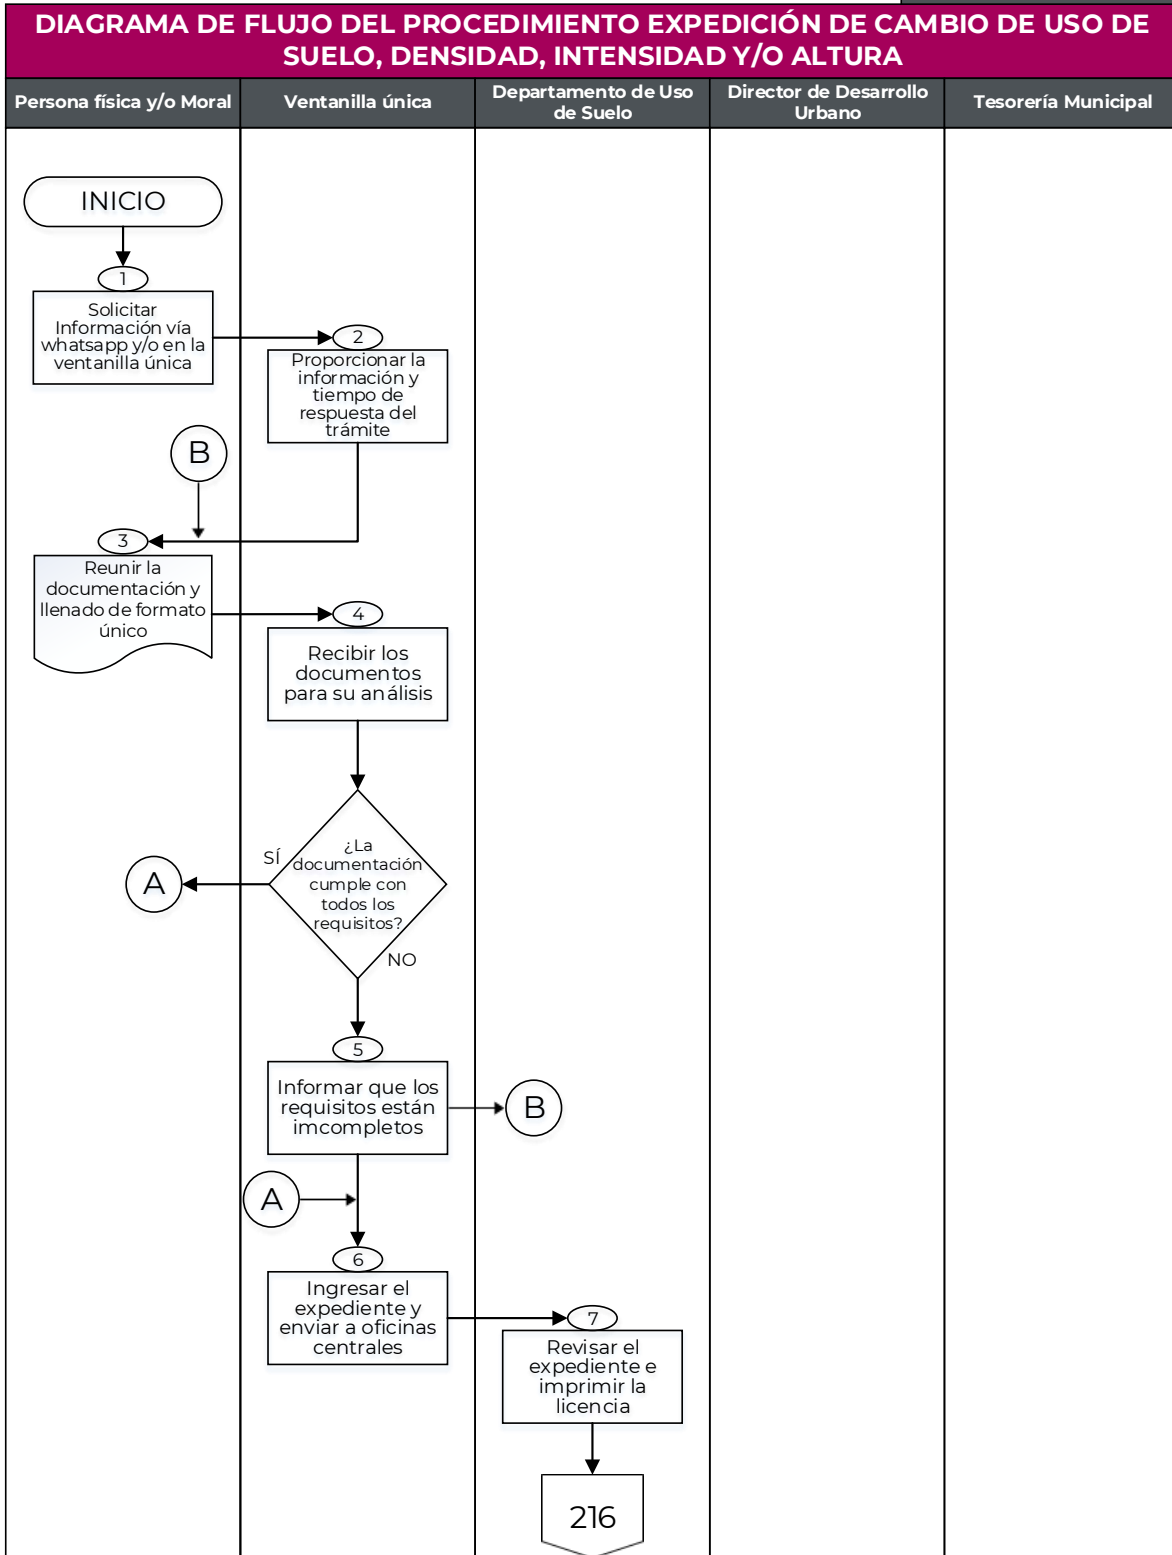 DIAGRAMA DE FLUJO DEL PROCEDIMIENTO EXPEDICIÓN DE CAMBIO DE USO DE
SUELO, DENSIDAD, INTENSIDAD Y/O ALTURA
Persona física y/o Moral
Ventanilla única
Departamento de Uso
de Suelo
Director de Desarrollo
Urbano
Tesorería Municipal
INICIO
1
Solicitar
Información vía
whatsapp y/o en la
ventanilla única
2
Proporcionar la
información y
tiempo de
respuesta del
trámite
B
3
Reunir la
documentación y
llenado de formato
único
4
Recibir los
documentos
para su análisis
¿La
documentación
cumple con
todos los
requisitos?
SÍ
A
NO
5
Informar que los
requisitos están
imcompletos
B
A
6
Ingresar el
expediente y
enviar a oficinas
centrales
7
Revisar el
expediente e
imprimir la
licencia
216